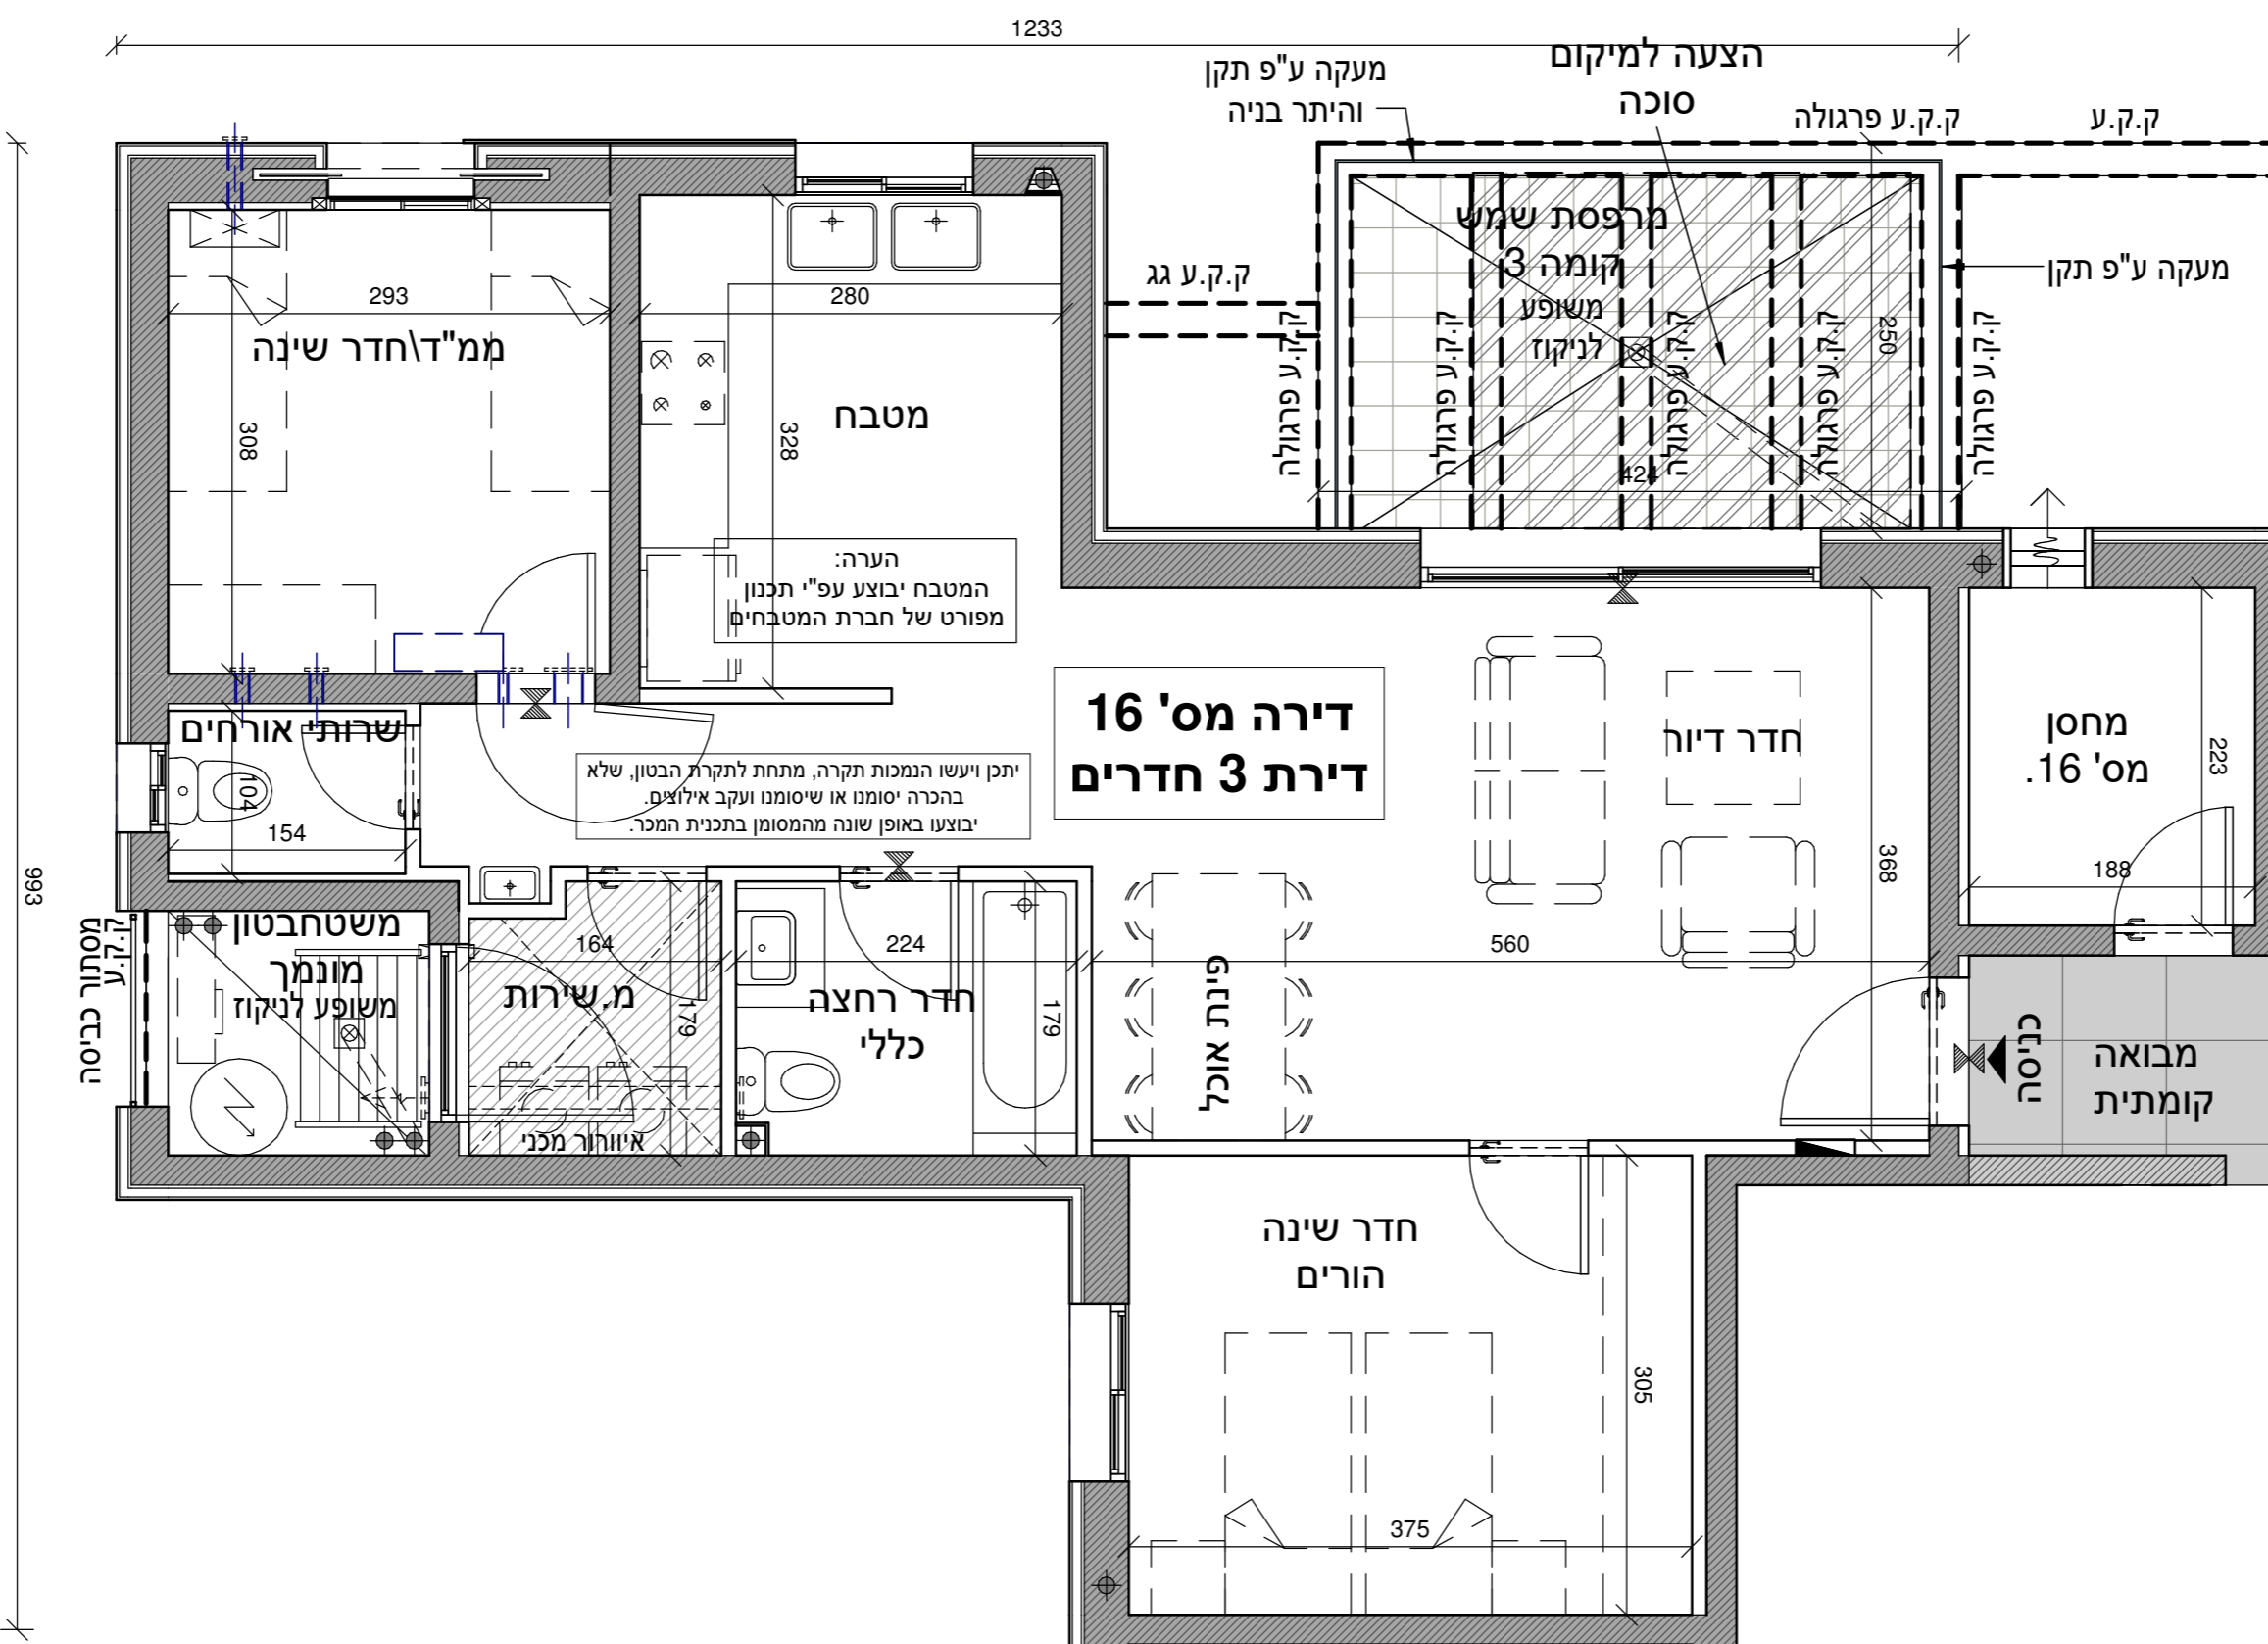 1233
הצעה למיקום
סוכה
מעקה ע"פ תקן
והיתר בניה
ק.ק.ע פרגולה
ק.ק.ע
מרפסת שמש
קומה 3
משופע
לניקוז
ק.ק.ע גג
מעקה ע"פ תקן
ק.ק.ע פרגולה
ק.ק.ע פרגולה
ק.ק.ע פרגולה
ק.ק.ע פרגולה
ק.ק.ע פרגולה
250
424
293
ממ"ד\חדר שינה
308
280
מטבח
328
הערה:
המטבח יבוצע עפ"י תכנון
מפורט של חברת המטבחים
דירה מס' 16
דירת 3 חדרים
חדר דיור
מחסן
מס' 16.
223
188
שרותי אורחים
104
154
יתכן ויעשו הנמכות תקרה, מתחת לתקרת הבטון, שלא
בהכרה יסומנו או שיסומנו ועקב אילוצים.
יבוצעו באופן שונה מהמסומן בתכנית המכר.
368
993
מסתור כביסה
ק.ק.ע
משטחבטון
מונמך
משופע לניקוז
164
מ.שירות
179
איוורור מכני
224
חדר רחצה
כללי
179
560
פינת אוכל
כניסה
מבואה
קומתית
חדר שינה
הורים
305
375